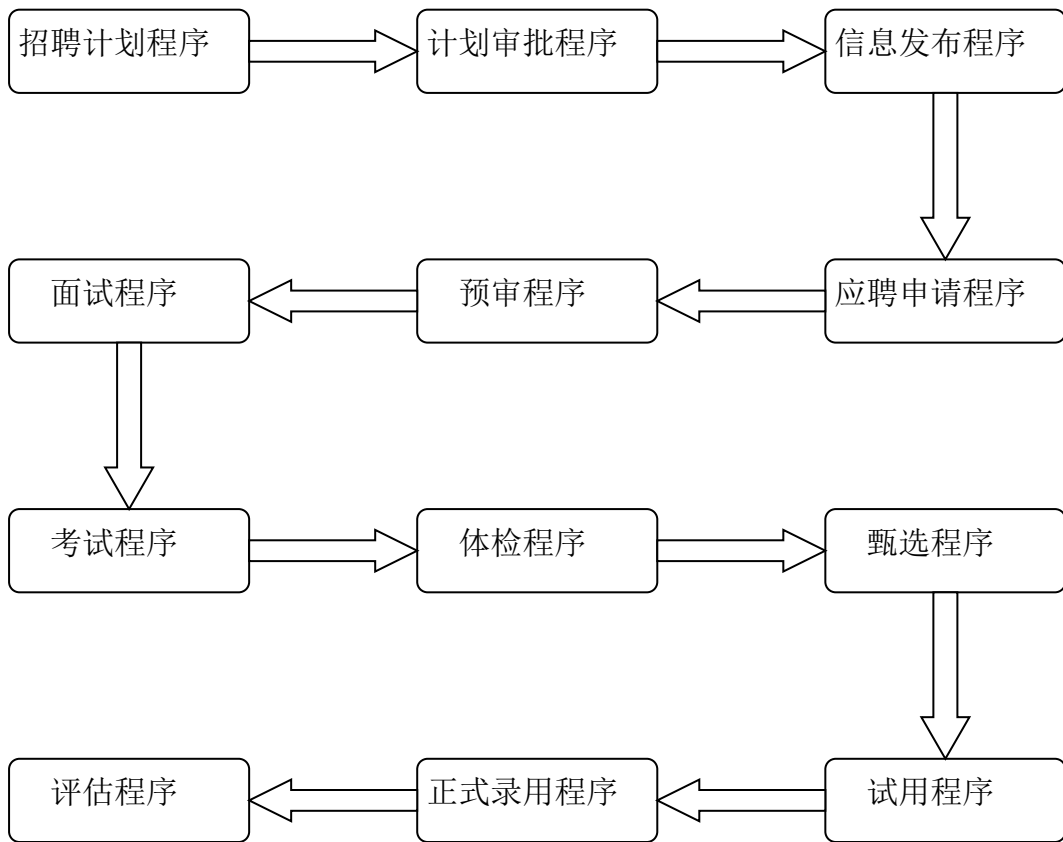 招聘计划程序
计划审批程序
信息发布程序
应聘申请程序
预审程序
面试程序
考试程序
体检程序
甄选程序
试用程序
正式录用程序
评估程序